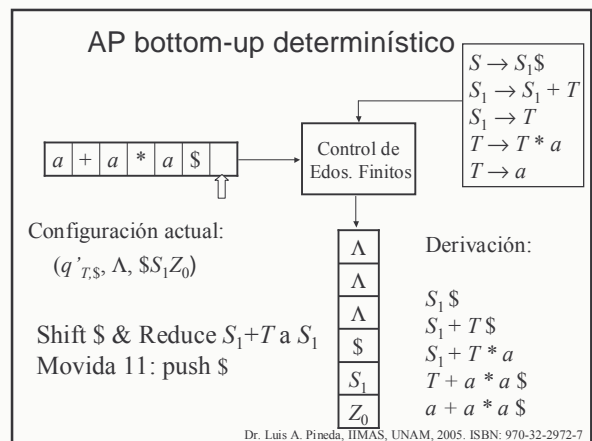 AP bottom-up determinístico
S → S₁$
S₁ → S₁ + T
S₁ → T
T → T * a
T → a
a + a * a $
Control de
Edos. Finitos
Configuración actual:
(q'T,$, Λ, $S₁Z₀)
Shift $ & Reduce S₁+T a S₁
Movida 11: push $
Λ
Λ
Λ
$
S₁
Z₀
Derivación:
S₁ $
S₁ + T $
S₁ + T * a
T + a * a $
a + a * a $
Dr. Luis A. Pineda, IIMAS, UNAM, 2005. ISBN: 970-32-2972-7